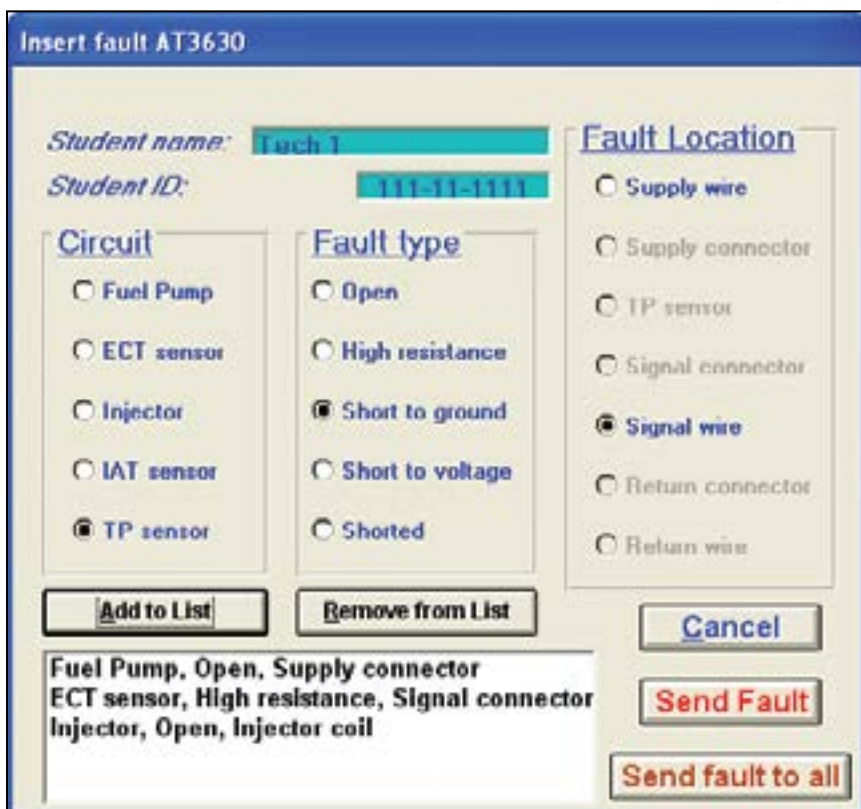 Insert fault AT3630
Student name: Tech 1
Student ID: 111-11-1111
Circuit
Fuel Pump
ECT sensor
Injector
IAT sensor
TP sensor
Fault type
Open
High resistance
Short to ground
Short to voltage
Shorted
Fault Location
Supply wire
Supply connector
TP sensor
Signal connector
Signal wire
Return connector
Return wire
Add to List
Remove from List
Fuel Pump, Open, Supply connector
ECT sensor, High resistance, Signal connector
Injector, Open, Injector coil
Cancel
Send Fault
Send fault to all